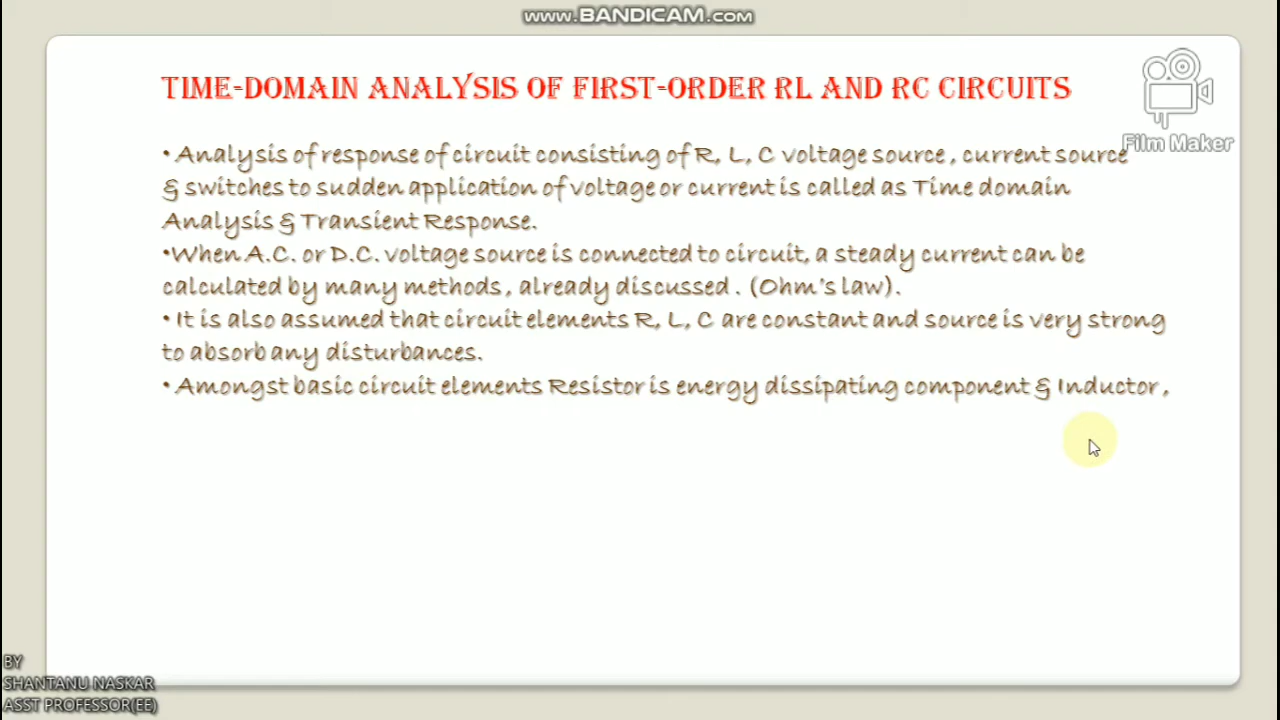 www.BANDICAM.com
TIME-DOMAIN ANALYSIS OF FIRST-ORDER RL AND RC CIRCUITS
Film Maker
• Analysis of response of circuit consisting of R, L, C voltage source , current source
& switches to sudden application of voltage or current is called as Time domain
Analysis & Transient Response.
•When A.C. or D.C. voltage source is connected to circuit, a steady current can be
calculated by many methods , already discussed . (Ohm's law).
• It is also assumed that circuit elements R, L, C are constant and source is very strong
to absorb any disturbances.
• Amongst basic circuit elements Resistor is energy dissipating component & Inductor ,
BY
SHANTANU NASKAR
ASST PROFESSOR(EE)